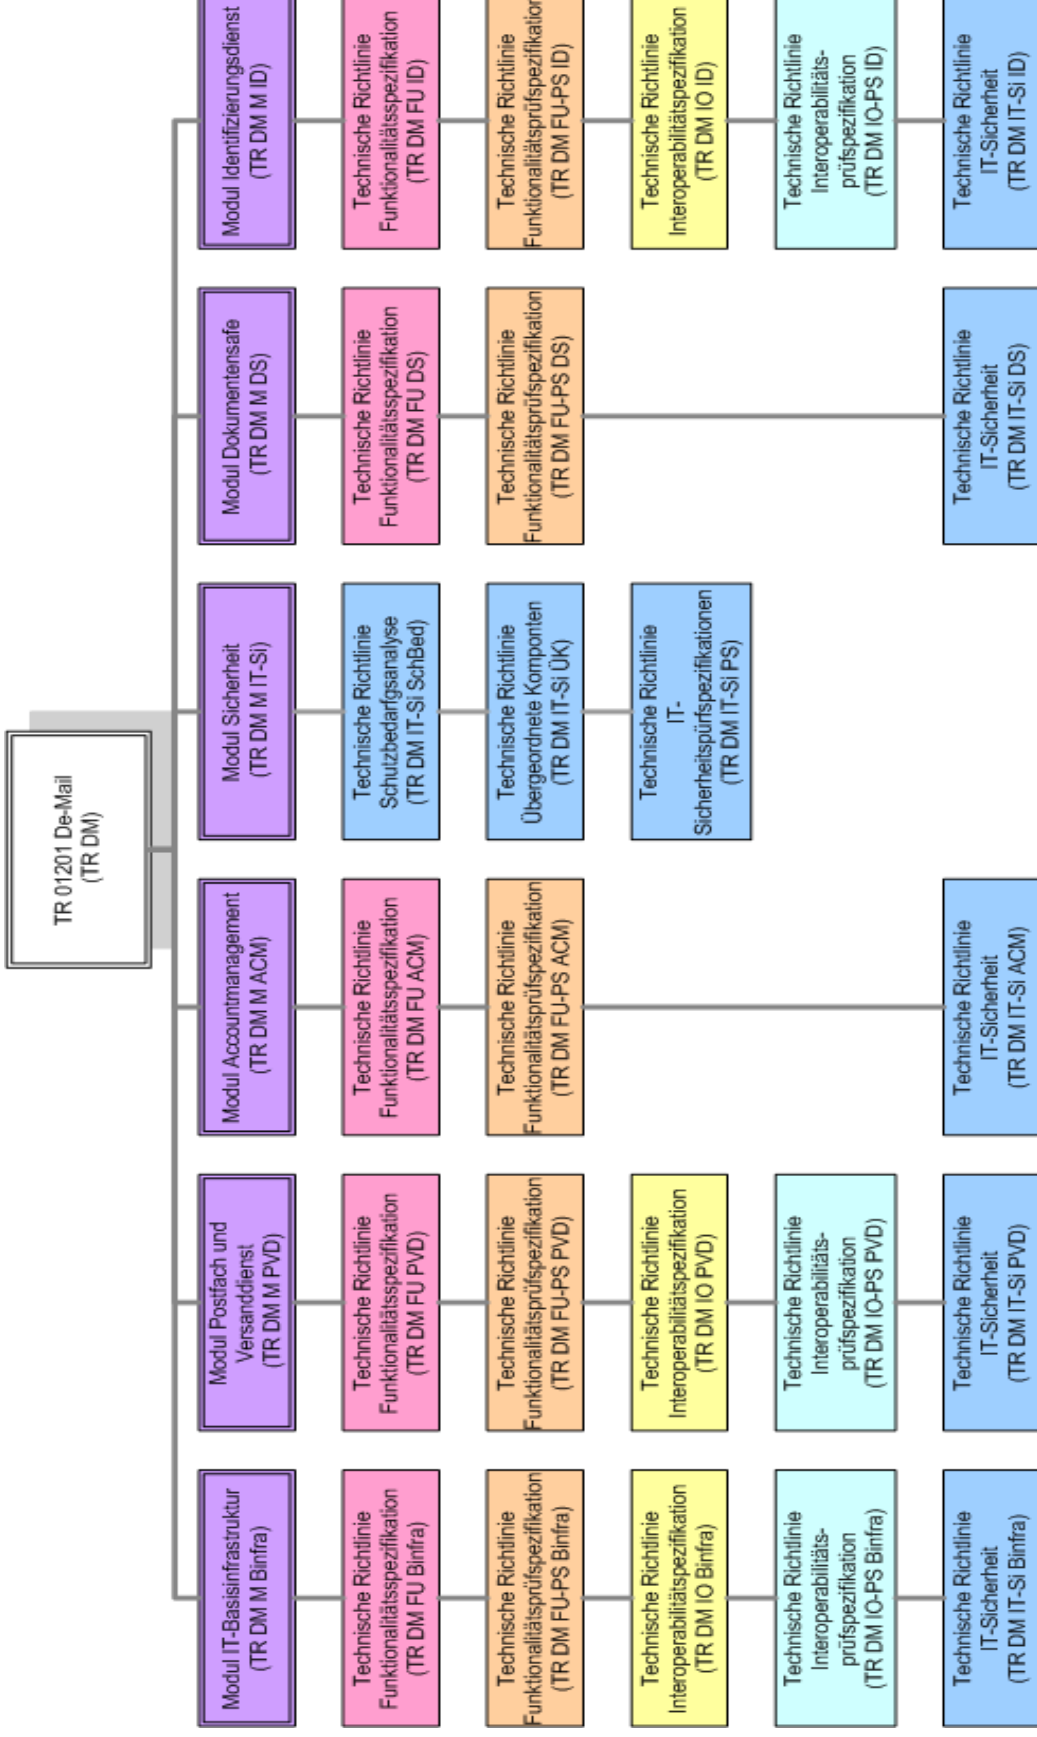 TR 01201 De-Mail
(TR DM)
Modul IT-Basisinfrastruktur
(TR DM M Binfra)
Technische Richtlinie
Funktionalitätsspezifikation
(TR DM FU Binfra)
Technische Richtlinie
Funktionalitätsprüfspezifikation
(TR DM FU-PS Binfra)
Technische Richtlinie
Interoperabilitätspezifikation
(TR DM IO Binfra)
Technische Richtlinie
Interoperabilitäts-
prüfspezifikation
(TR DM IO-PS Binfra)
Technische Richtlinie
IT-Sicherheit
(TR DM IT-Si Binfra)
Modul Postfach und
Versanddienst
(TR DM M PVD)
Technische Richtlinie
Funktionalitätsspezifikation
(TR DM FU PVD)
Technische Richtlinie
Funktionalitätsprüfspezifikation
(TR DM FU-PS PVD)
Technische Richtlinie
Interoperabilitätspezifikation
(TR DM IO PVD)
Technische Richtlinie
Interoperabilitäts-
prüfspezifikation
(TR DM IO-PS PVD)
Technische Richtlinie
IT-Sicherheit
(TR DM IT-Si PVD)
Modul Accountmanagement
(TR DM M ACM)
Technische Richtlinie
Funktionalitätsspezifikation
(TR DM FU ACM)
Technische Richtlinie
Funktionalitätsprüfspezifikation
(TR DM FU-PS ACM)
Technische Richtlinie
IT-Sicherheit
(TR DM IT-Si ACM)
Modul Sicherheit
(TR DM M IT-Si)
Technische Richtlinie
Schutzbedarfgsanalyse
(TR DM IT-Si SchBed)
Technische Richtlinie
Übergeordnete Komponten
(TR DM IT-Si ÜK)
Technische Richtlinie
IT-
Sicherheitspürfspezifikationen
(TR DM IT-Si PS)
Modul Dokumentensafe
(TR DM M DS)
Technische Richtlinie
Funktionalitätsspezifikation
(TR DM FU DS)
Technische Richtlinie
Funktionalitätsprüfspezifikation
(TR DM FU-PS DS)
Technische Richtlinie
IT-Sicherheit
(TR DM IT-Si DS)
Modul Identifizierungsdienst
(TR DM M ID)
Technische Richtlinie
Funktionalitätsspezifikation
(TR DM FU ID)
Technische Richtlinie
Funktionalitätsprüfspezifikation
(TR DM FU-PS ID)
Technische Richtlinie
Interoperabilitätspezifikation
(TR DM IO ID)
Technische Richtlinie
Interoperabilitäts-
prüfspezifikation
(TR DM IO-PS ID)
Technische Richtlinie
IT-Sicherheit
(TR DM IT-Si ID)